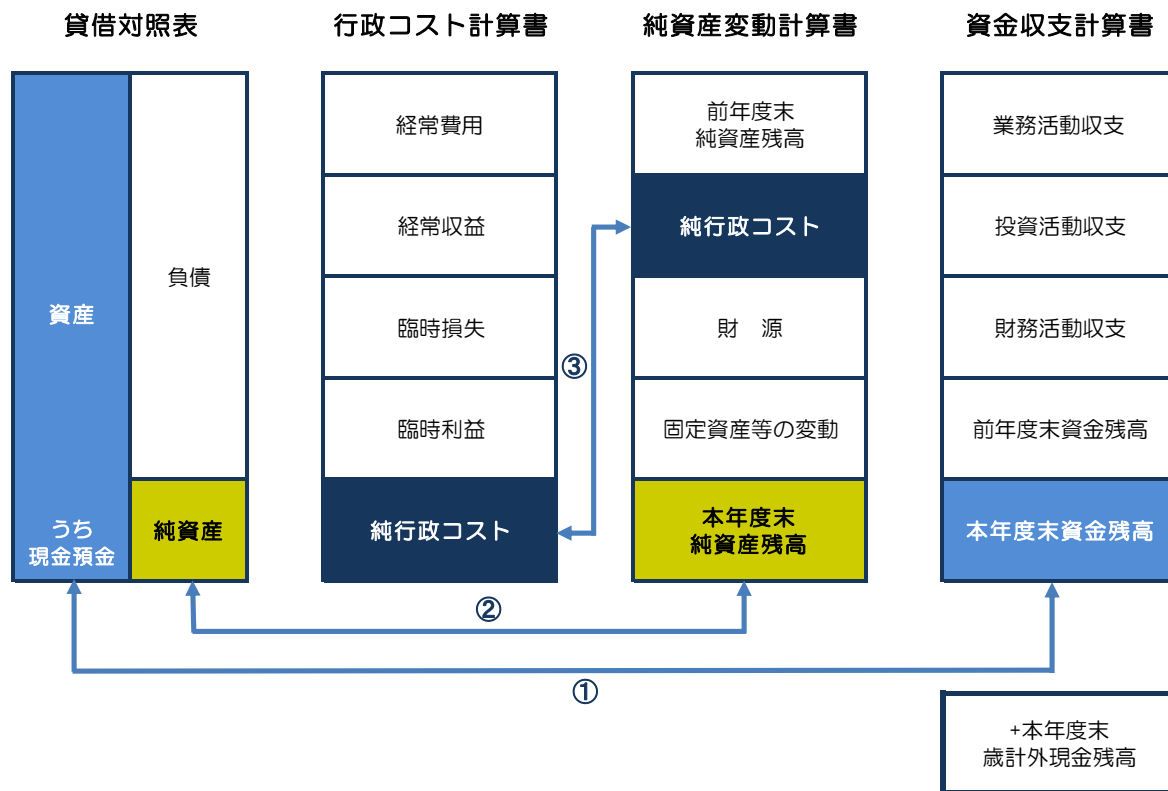 貸借対照表
資産
うち
現金預金
負債
純資産
行政コスト計算書
経常費用
経常収益
臨時損失
臨時利益
純行政コスト
純資産変動計算書
前年度末
純資産残高
純行政コスト
財　源
固定資産等の変動
本年度末
純資産残高
資金収支計算書
業務活動収支
投資活動収支
財務活動収支
前年度末資金残高
本年度末資金残高
③
②
①
+本年度末
歳計外現金残高